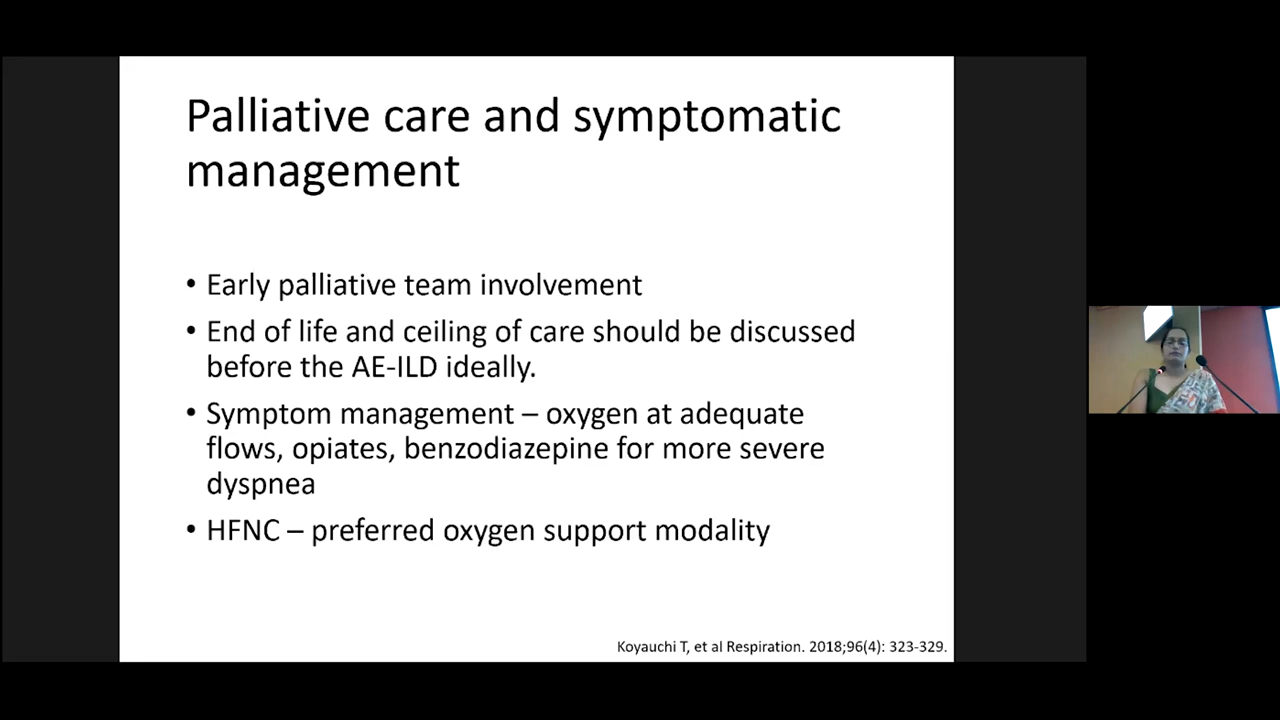 Palliative care and symptomatic
management
• Early palliative team involvement
• End of life and ceiling of care should be discussed
before the AE-ILD ideally.
• Symptom management – oxygen at adequate
flows, opiates, benzodiazepine for more severe
dyspnea
• HFNC – preferred oxygen support modality
Koyauchi T, et al Respiration. 2018;96(4): 323-329.